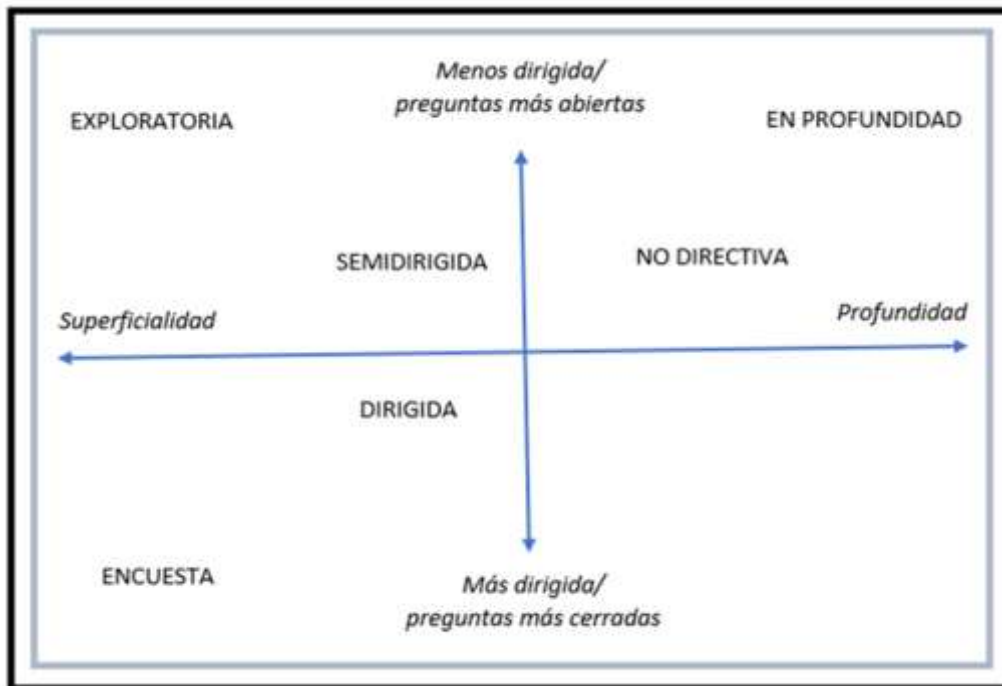 Menos dirigida/
preguntas más abiertas
EXPLORATORIA
EN PROFUNDIDAD
SEMIDIRIGIDA
NO DIRECTIVA
Superficialidad
Profundidad
DIRIGIDA
ENCUESTA
Más dirigida/
preguntas más cerradas